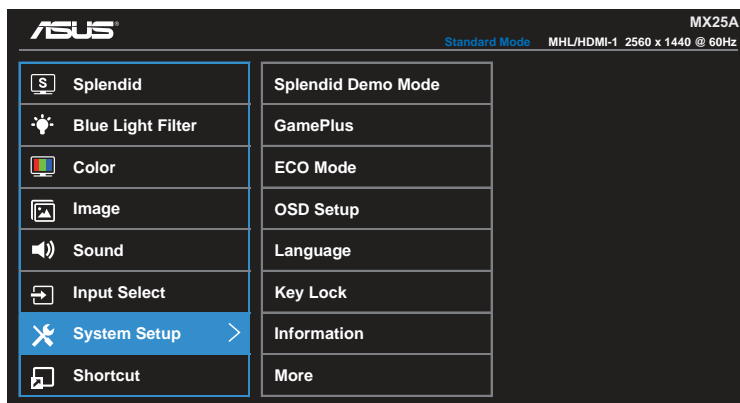 ASUS
MX25A
Standard Mode MHL/HDMI-1 2560 x 1440 @ 60Hz
S Splendid
Blue Light Filter
Color
Image
Sound
Input Select
System Setup >
Shortcut
Splendid Demo Mode
GamePlus
ECO Mode
OSD Setup
Language
Key Lock
Information
More